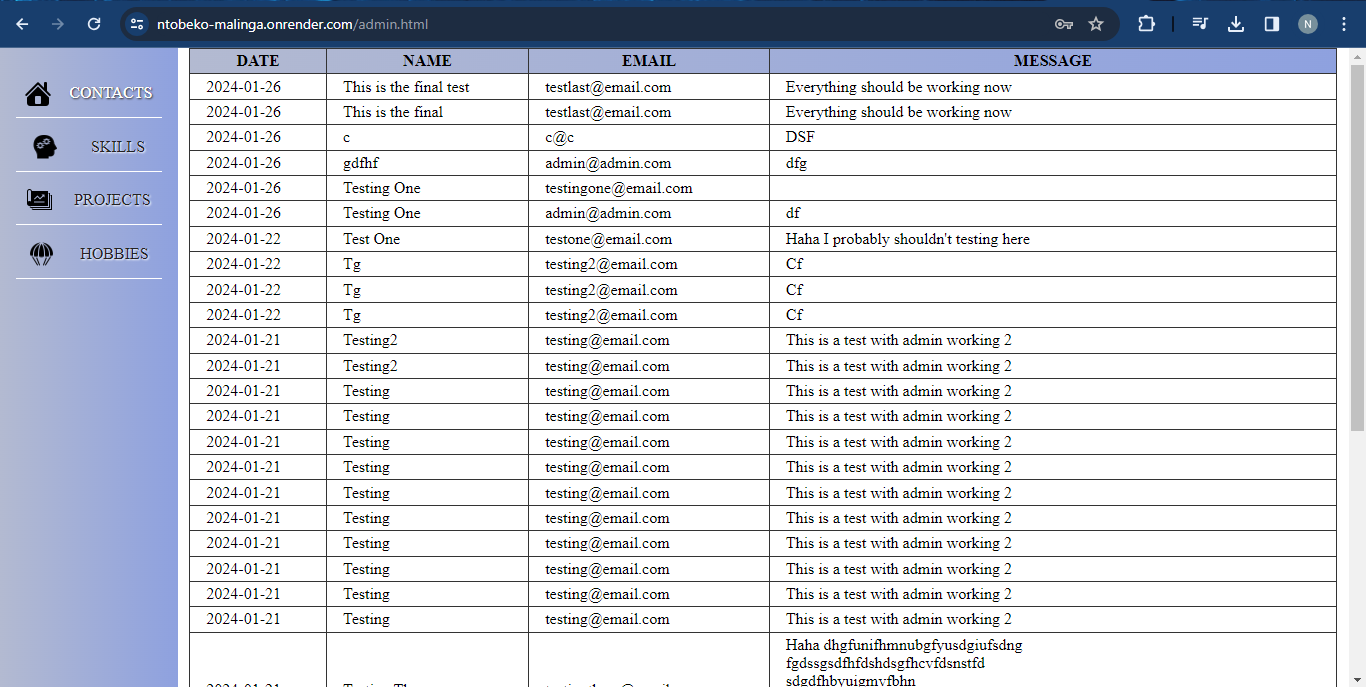 ntobeko-malinga.onrender.com/admin.html
N
CONTACTS
SKILLS
PROJECTS
HOBBIES
DATE NAME EMAIL MESSAGE
2024-01-26 This is the final test testlast@email.com Everything should be working now
2024-01-26 This is the final testlast@email.com Everything should be working now
2024-01-26 c c@c DSF
2024-01-26 gdfhf admin@admin.com dfg
2024-01-26 Testing One testingone@email.com
2024-01-26 Testing One admin@admin.com df
2024-01-22 Test One testone@email.com Haha I probably shouldn't testing here
2024-01-22 Tg testing2@email.com Cf
2024-01-22 Tg testing2@email.com Cf
2024-01-22 Tg testing2@email.com Cf
2024-01-21 Testing2 testing@email.com This is a test with admin working 2
2024-01-21 Testing2 testing@email.com This is a test with admin working 2
2024-01-21 Testing testing@email.com This is a test with admin working 2
2024-01-21 Testing testing@email.com This is a test with admin working 2
2024-01-21 Testing testing@email.com This is a test with admin working 2
2024-01-21 Testing testing@email.com This is a test with admin working 2
2024-01-21 Testing testing@email.com This is a test with admin working 2
2024-01-21 Testing testing@email.com This is a test with admin working 2
2024-01-21 Testing testing@email.com This is a test with admin working 2
2024-01-21 Testing testing@email.com This is a test with admin working 2
2024-01-21 Testing testing@email.com This is a test with admin working 2
2024-01-21 Testing testing@email.com This is a test with admin working 2
Haha dhgfunifhmnubgfyusdgiufsdng
fgdssgsdfhfdshdsgfhcvfdsnstfd